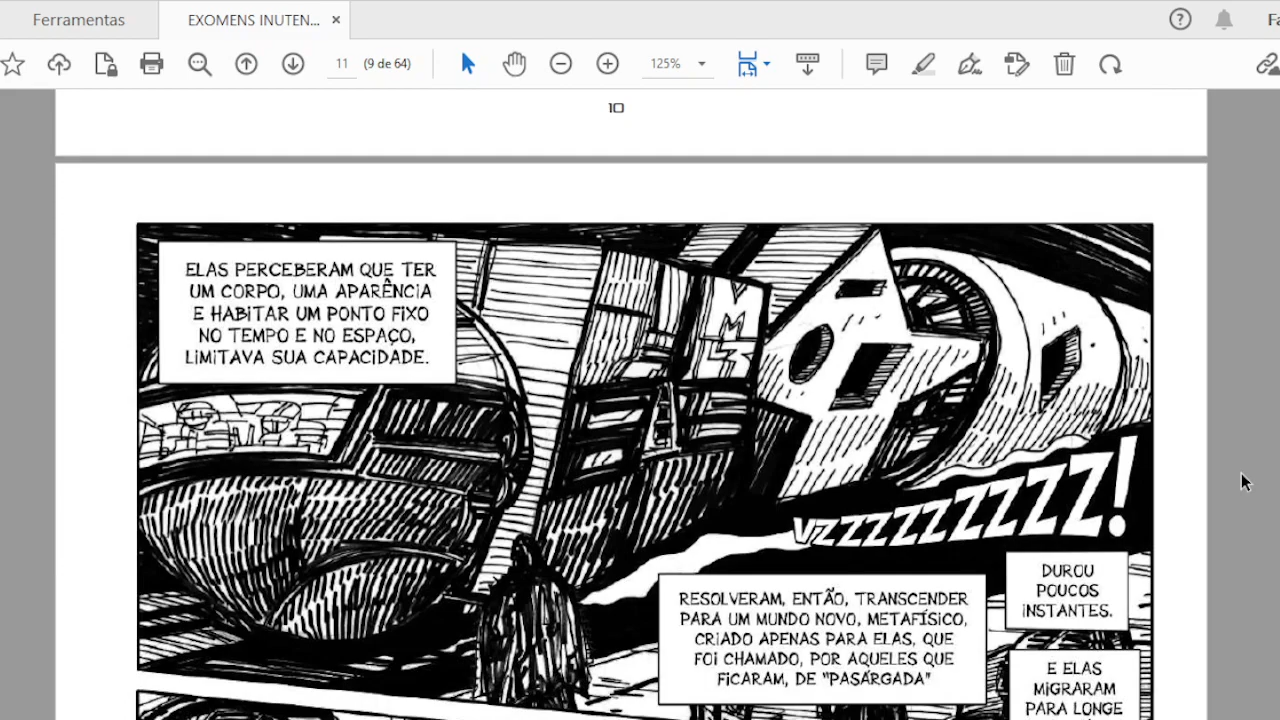 Ferramentas
EXOMENS INUTEN...
11
(9 de 64)
125%
10
ELAS PERCEBERAM QUE TER
UM CORPO, UMA APARÊNCIA
E HABITAR UM PONTO FIXO
NO TEMPO E NO ESPAÇO,
LIMITAVA SUA CAPACIDADE.
VZZZZZZZZZ!
DUROU
POUCOS
INSTANTES.
RESOLVERAM, ENTÃO, TRANSCENDER
PARA UM MUNDO NOVO, METAFÍSICO,
CRIADO APENAS PARA ELAS, QUE
FOI CHAMADO, POR AQUELES QUE
FICARAM, DE "PASÁRGADA"
E ELAS
MIGRARAM
PARA LONGE